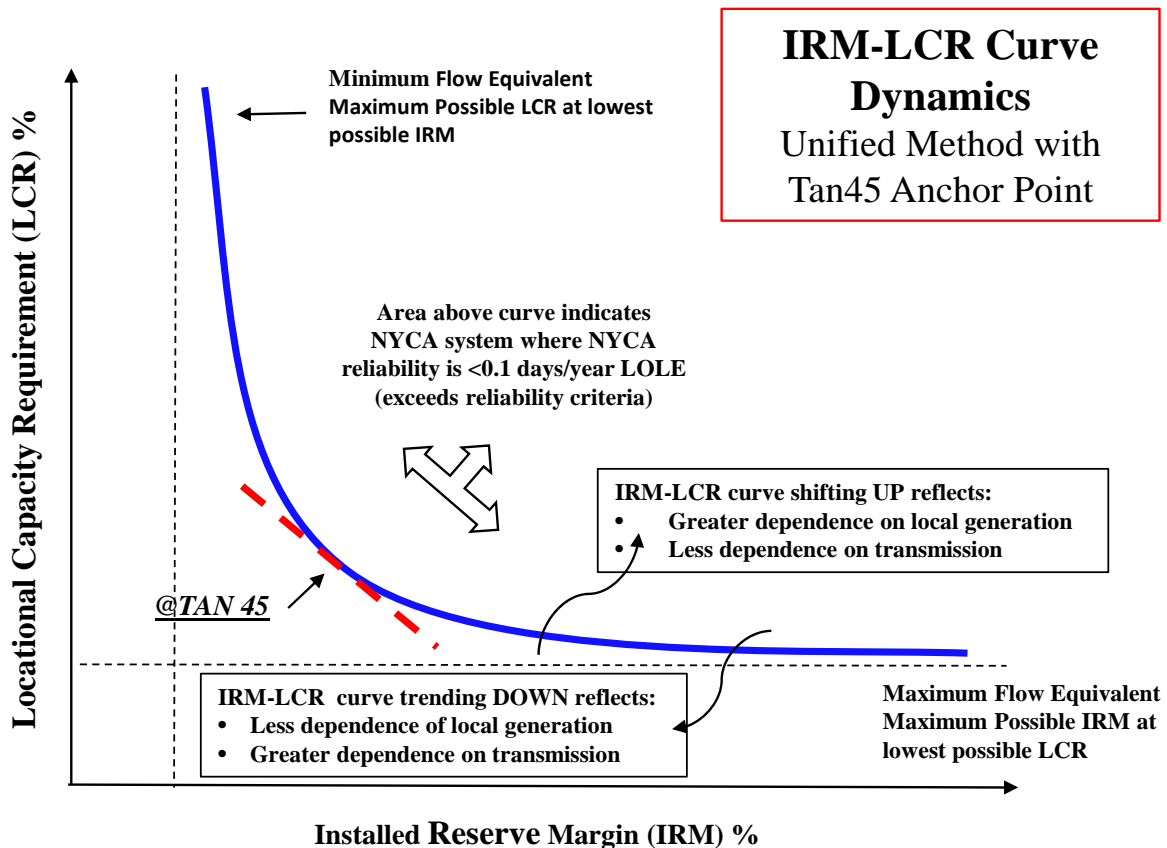 IRM-LCR Curve
Dynamics
Unified Method with
Tan45 Anchor Point
Minimum Flow Equivalent
Maximum Possible LCR at lowest
possible IRM
Locational Capacity Requirement (LCR) %
Area above curve indicates
NYCA system where NYCA
reliability is <0.1 days/year LOLE
(exceeds reliability criteria)
IRM-LCR curve shifting UP reflects:
• Greater dependence on local generation
• Less dependence on transmission
@TAN 45
IRM-LCR curve trending DOWN reflects:
• Less dependence of local generation
• Greater dependence on transmission
Maximum Flow Equivalent
Maximum Possible IRM at
lowest possible LCR
Installed Reserve Margin (IRM) %